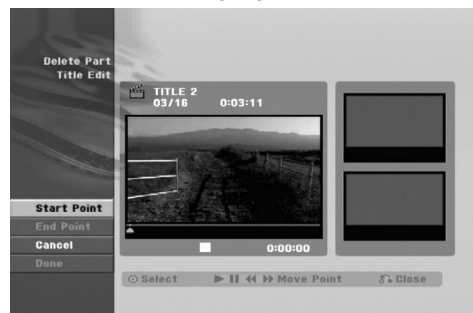 Delete Part
Title Edit
TITLE 2
03/16 0:03:11
Start Point
End Point
Cancel
Done
0:00:00
Select Move Point Close